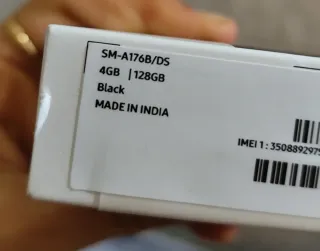 SM-A176B/DS
4GB | 128GB
Black
MADE IN INDIA
IMEI 1 : 3508892975